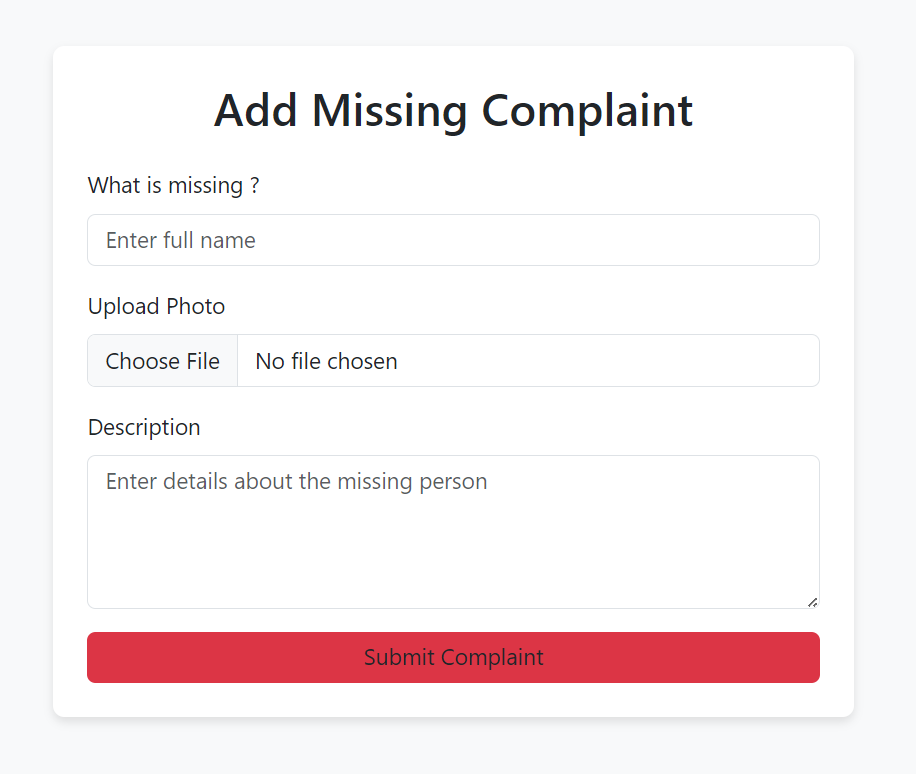 Add Missing Complaint
What is missing ?
Enter full name
Upload Photo
Choose File No file chosen
Description
Enter details about the missing person
Submit Complaint